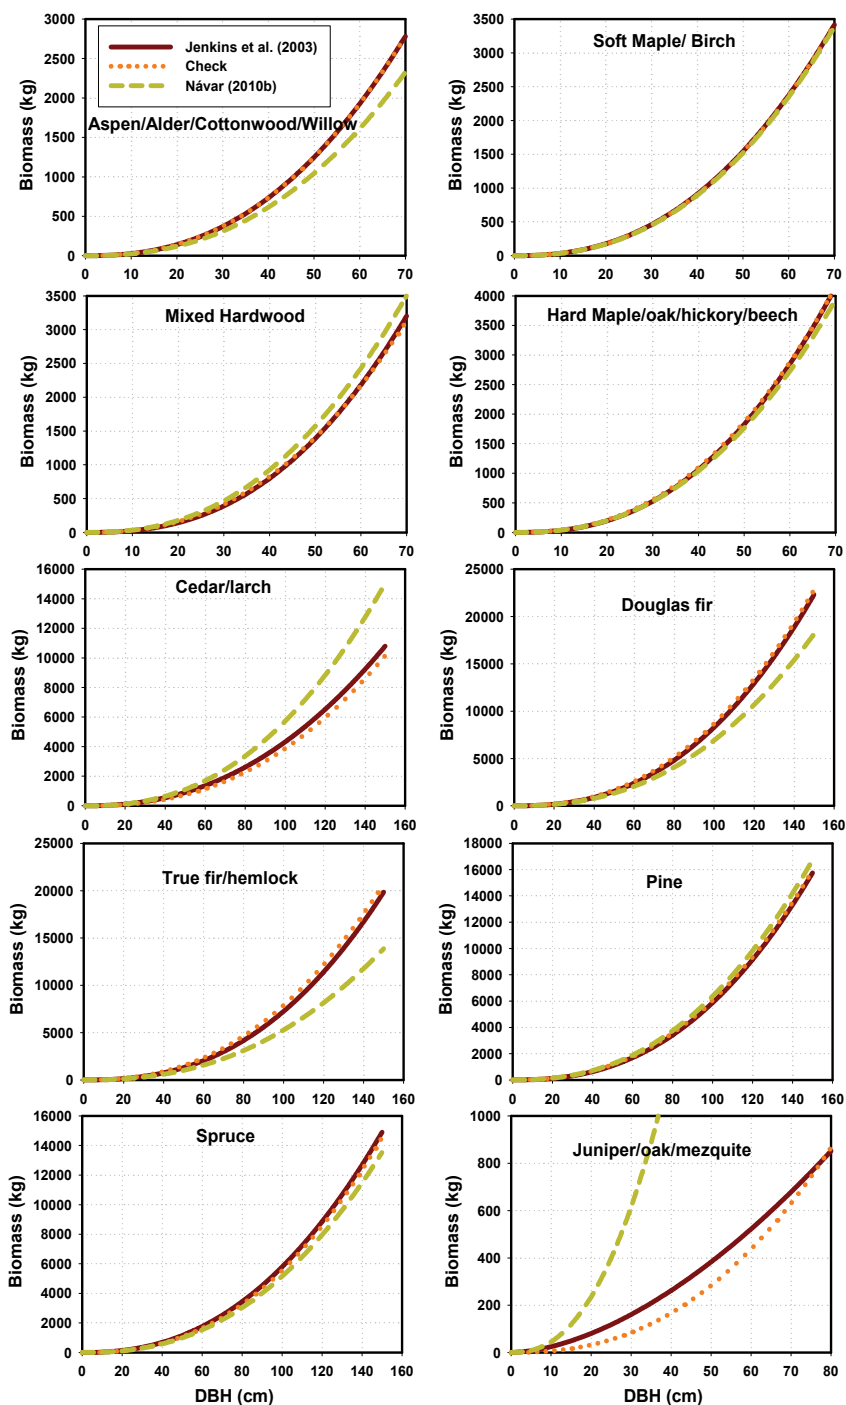 3000
2500
2000
1500
1000
500
0
Biomass (kg)
Jenkins et al. (2003)
Check
Návar (2010b)
Aspen/Alder/Cottonwood/Willow
0 10 20 30 40 50 60 70
3500
3000
2500
2000
1500
1000
500
0
Biomass (kg)
Soft Maple/ Birch
0 10 20 30 40 50 60 70
3500
3000
2500
2000
1500
1000
500
0
Biomass (kg)
Mixed Hardwood
0 10 20 30 40 50 60 70
4000
3500
3000
2500
2000
1500
1000
500
0
Biomass (kg)
Hard Maple/oak/hickory/beech
0 10 20 30 40 50 60 70
16000
14000
12000
10000
8000
6000
4000
2000
0
Biomass (kg)
Cedar/larch
0 20 40 60 80 100 120 140 160
25000
20000
15000
10000
5000
0
Biomass (kg)
Douglas fir
0 20 40 60 80 100 120 140 160
25000
20000
15000
10000
5000
0
Biomass (kg)
True fir/hemlock
0 20 40 60 80 100 120 140 160
18000
16000
14000
12000
10000
8000
6000
4000
2000
0
Biomass (kg)
Pine
0 20 40 60 80 100 120 140 160
16000
14000
12000
10000
8000
6000
4000
2000
0
Biomass (kg)
Spruce
0 20 40 60 80 100 120 140 160
DBH (cm)
1000
800
600
400
200
0
Biomass (kg)
Juniper/oak/mezquite
0 10 20 30 40 50 60 70 80
DBH (cm)